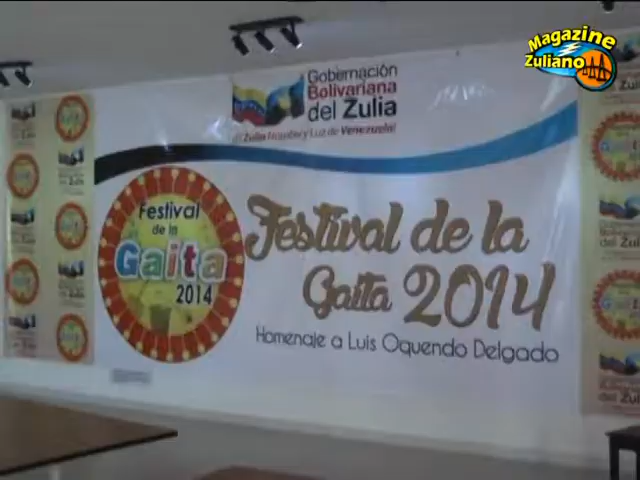 Magazine
Zuliano
Gobernación
Bolivariana
del Zulia
Festival
de la
Gaita
2014
Festival de la
Gaita 2014
Homenaje a Luis Oquendo Delgado